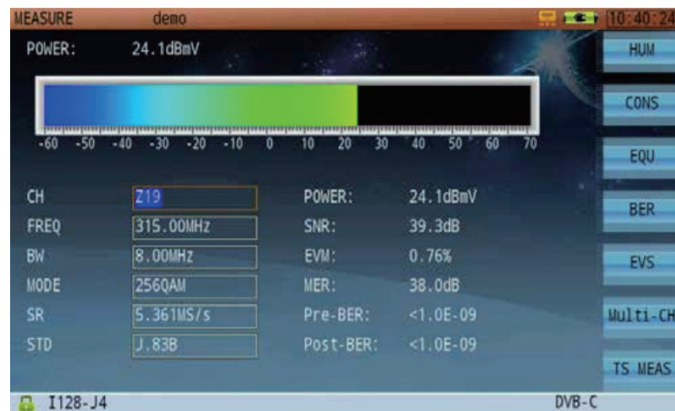 MEASURE demo 10:40:24
POWER: 24.1dBmV
HUM
CONS
-60 -50 -40 -30 -20 -10 0 10 20 30 40 50 60 70
EQU
CH Z19 POWER: 24.1dBmV
BER
FREQ 315.00MHz SNR: 39.3dB
BW 8.00MHz EVM: 0.76%
EVS
MODE 256QAM MER: 38.0dB
SR 5.361MS/s Pre-BER: <1.0E-09
Multi-CH
STD J.83B Post-BER: <1.0E-09
TS MEAS
I128-J4 DVB-C